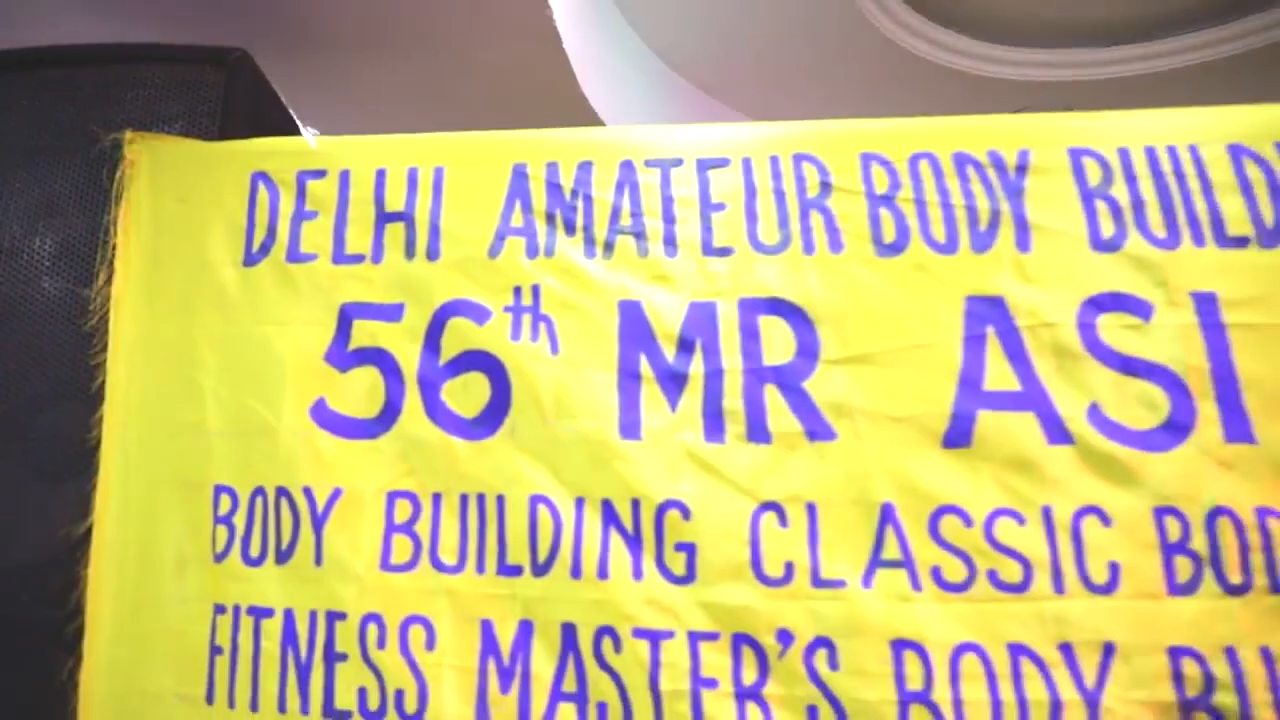 DELHI AMATEUR BODY BUILD
56th MR ASI
BODY BUILDING CLASSIC BOD
FITNESS MASTER'S BODY BU